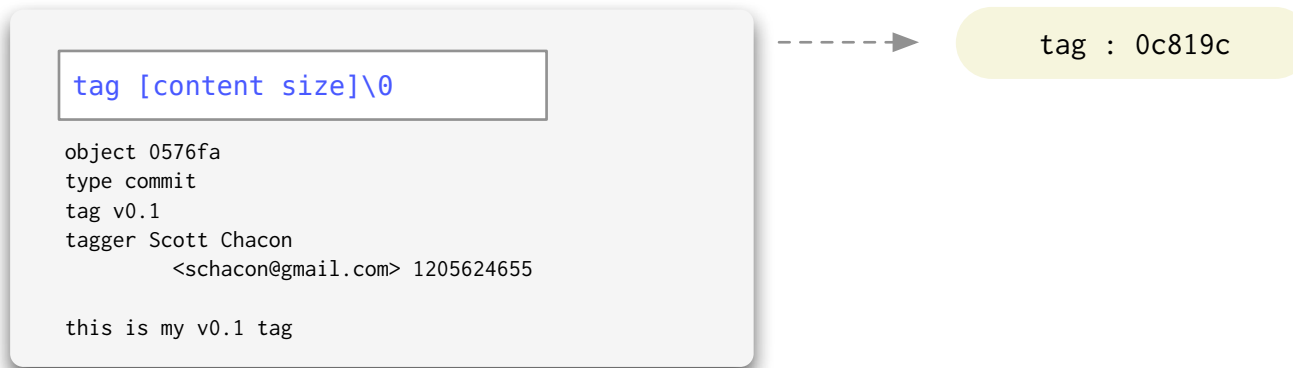 tag [content size]\0
tag : 0c819c
object 0576fa
type commit
tag v0.1
tagger Scott Chacon
<schacon@gmail.com> 1205624655
this is my v0.1 tag